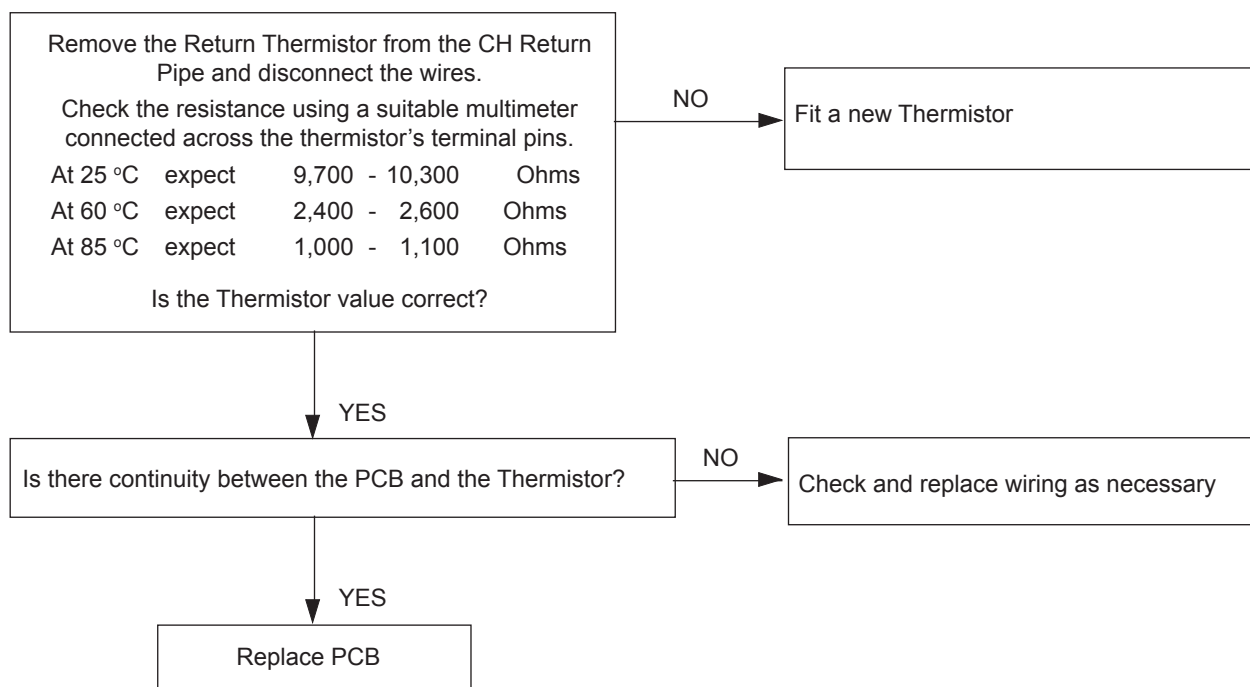 Remove the Return Thermistor from the CH Return
Pipe and disconnect the wires.
Check the resistance using a suitable multimeter
connected across the thermistor's terminal pins.
At 25 °C expect 9,700 - 10,300 Ohms
At 60 °C expect 2,400 - 2,600 Ohms
At 85 °C expect 1,000 - 1,100 Ohms
Is the Thermistor value correct?
NO
Fit a new Thermistor
YES
Is there continuity between the PCB and the Thermistor?
NO
Check and replace wiring as necessary
YES
Replace PCB